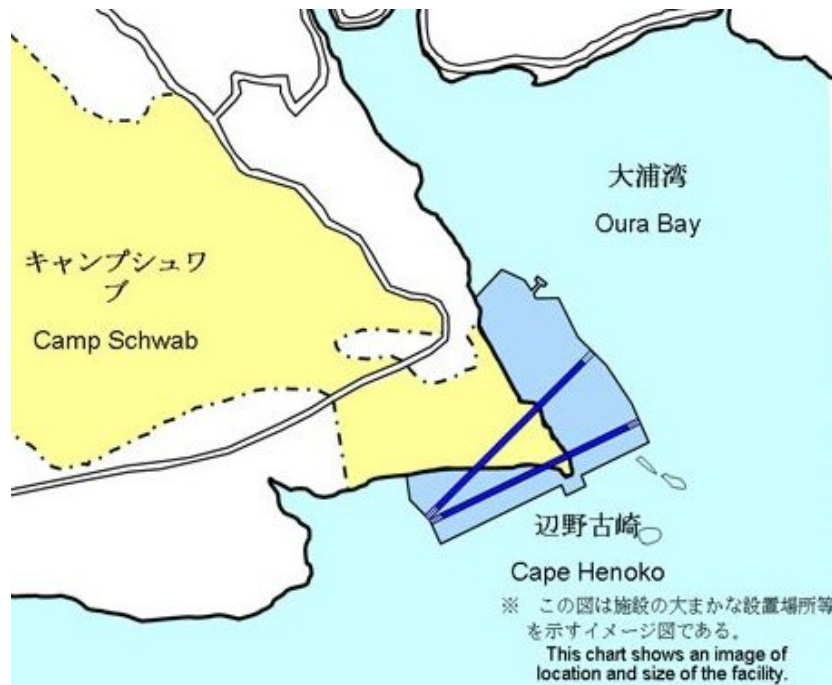 大浦湾
Oura Bay
キャンプシュワ
ブ
Camp Schwab
辺野古崎
Cape Henoko
※ この図は施設の大まかな設置場所等
を示すイメージ図である。
This chart shows an image of
location and size of the facility.